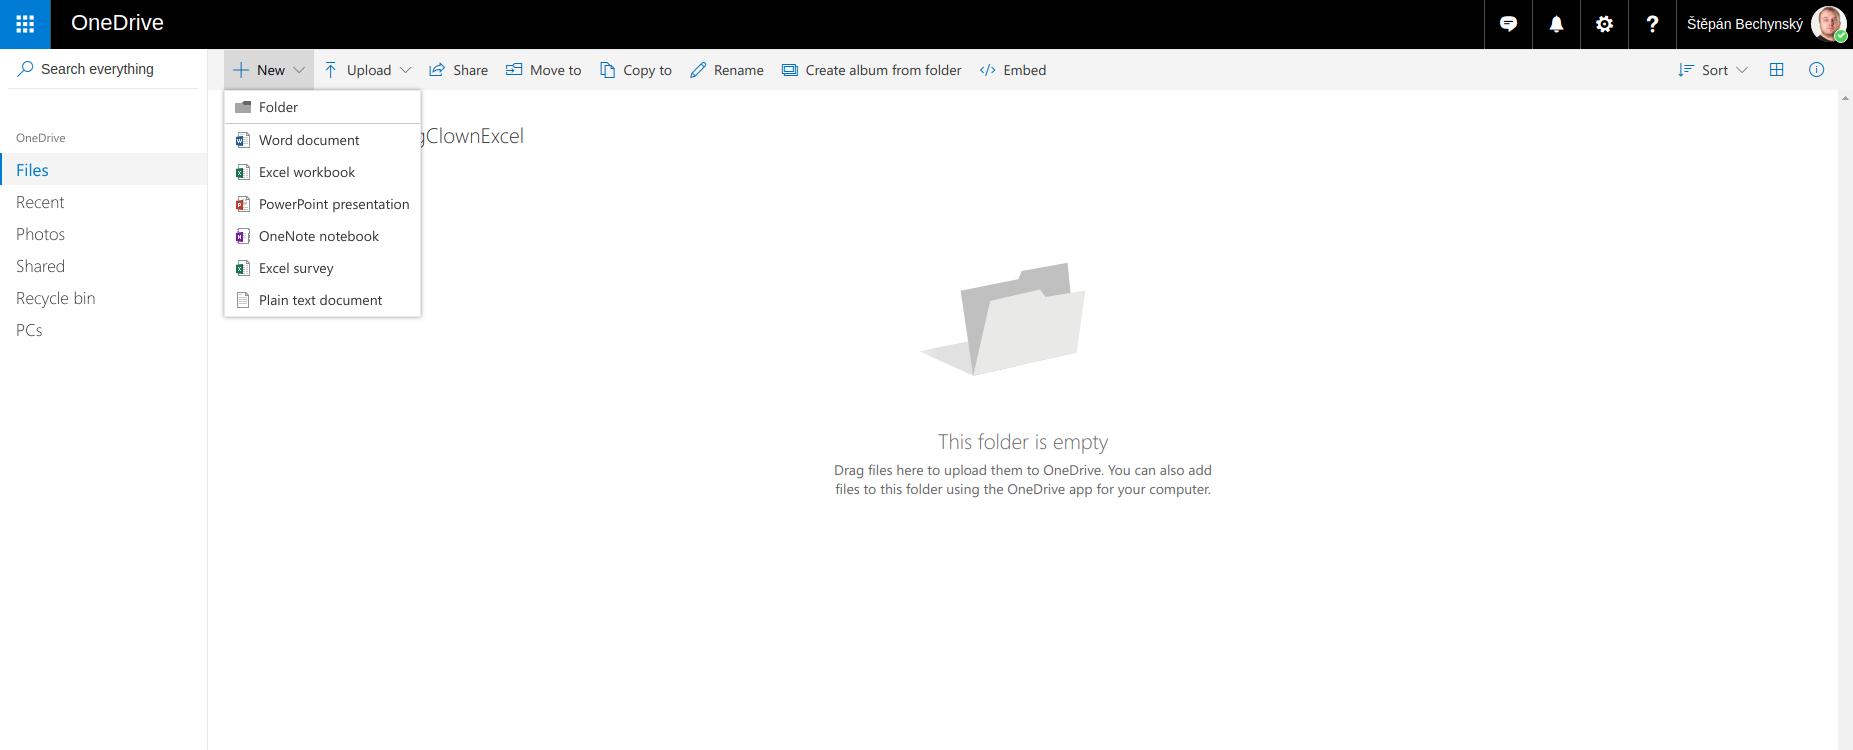 OneDrive
Štěpán Bechynský
Search everything
New
Upload
Share
Move to
Copy to
Rename
Create album from folder
Embed
Sort
OneDrive
Files
Recent
Photos
Shared
Recycle bin
PCs
Folder
Word document
Excel workbook
PowerPoint presentation
OneNote notebook
Excel survey
Plain text document
gClownExcel
This folder is empty
Drag files here to upload them to OneDrive. You can also add
files to this folder using the OneDrive app for your computer.